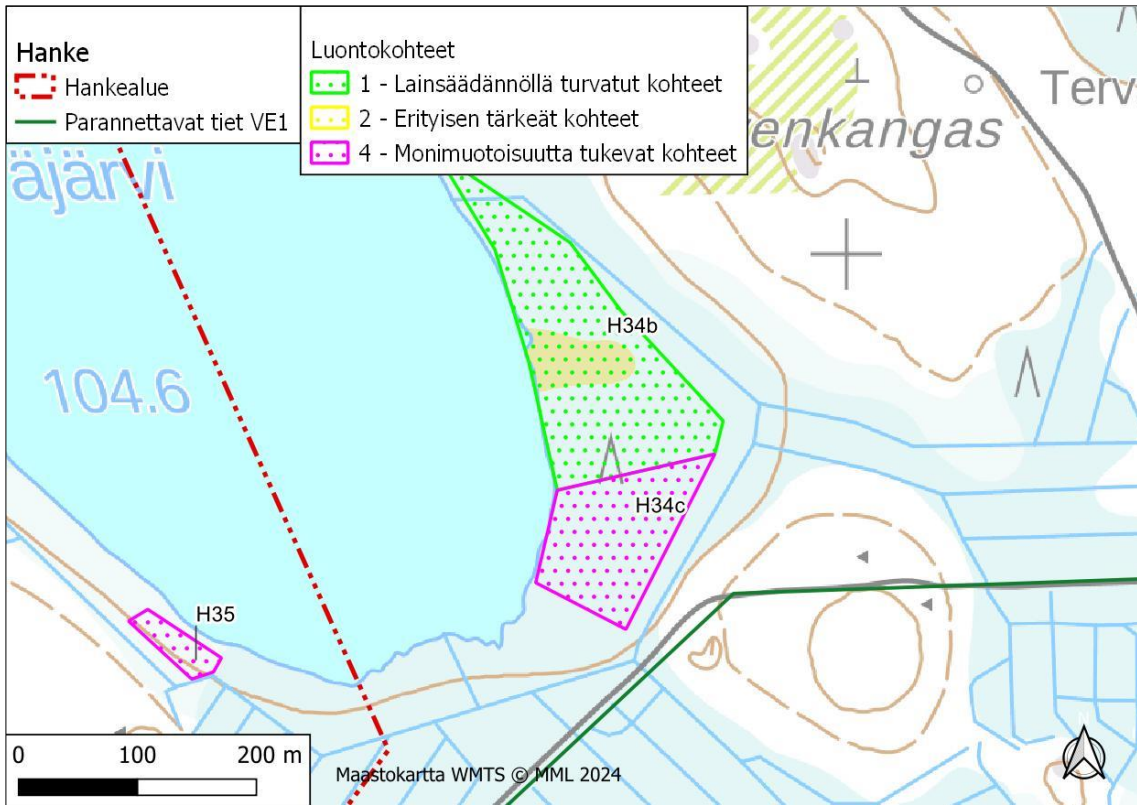 Hanke
Hankealue
Parannettavat tiet VE1
Luontokohteet
1 - Lainsäädännöllä turvatut kohteet
2 - Erityisen tärkeät kohteet
4 - Monimuotoisuutta tukevat kohteet
Terv
enkangas
äjärvi
H34b
104.6
H34c
H35
0 100 200 m
Maastokartta WMTS © MML 2024